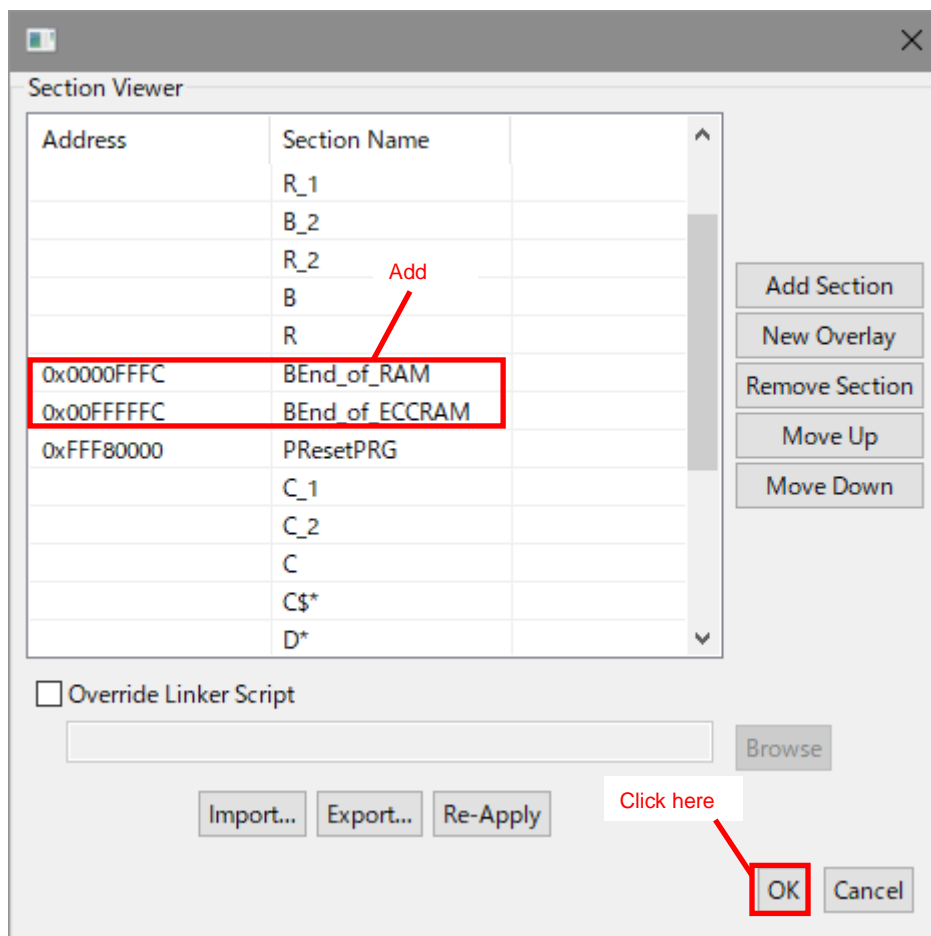 Section Viewer
Address Section Name
R_1
B_2
R_2
Add
B
R
0x0000FFFC BEnd_of_RAM
0x00FFFFFC BEnd_of_ECCRAM
0xFFF80000 PResetPRG
C_1
C_2
C
C$*
D*
Add Section
New Overlay
Remove Section
Move Up
Move Down
Override Linker Script
Browse
Import... Export... Re-Apply
Click here
OK Cancel